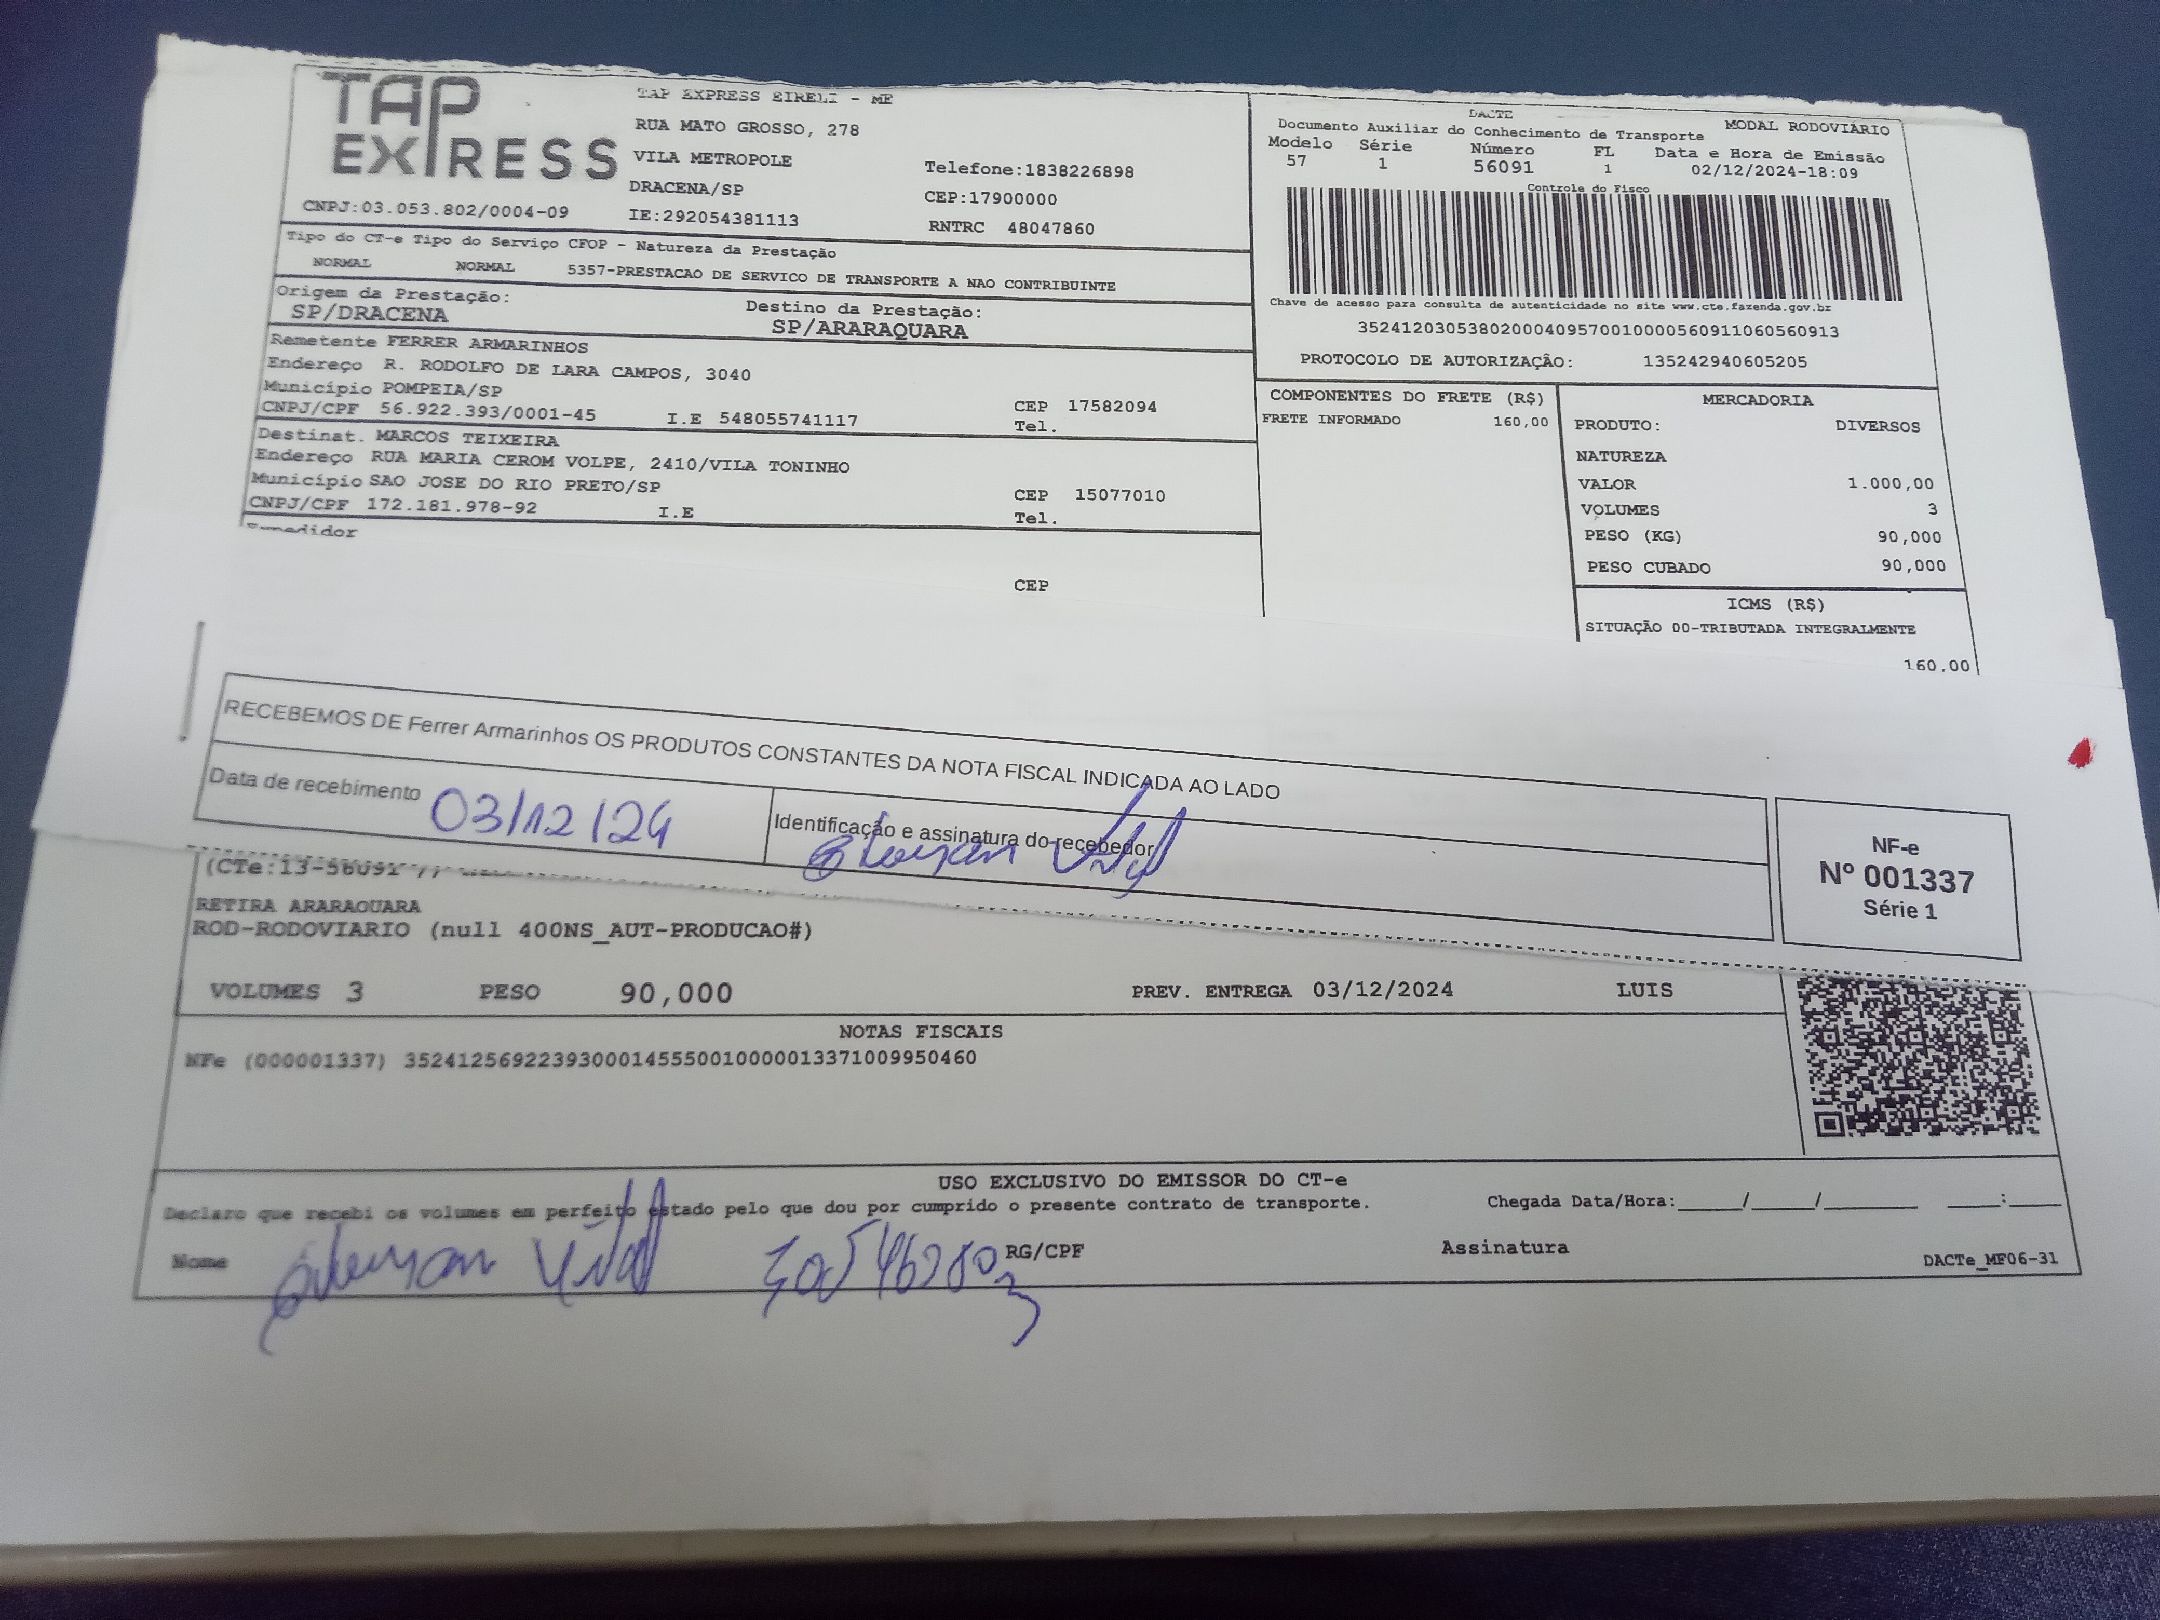 TAP EXPRESS
TAP EXPRESS EIRELI - ME
RUA MATO GROSSO, 278
VILA METROPOLE Telefone:1838226898
DRACENA/SP CEP:17900000
CNPJ:03.053.802/0004-09 IE:292054381113 RNTRC 48047860
DACTE
Documento Auxiliar do Conhecimento de Transporte MODAL RODOVIÁRIO
Modelo Série Número FL Data e Hora de Emissão
57 1 56091 1 02/12/2024-18:09
Controle do Fisco
Chave de acesso para consulta de autenticidade no site www.cte.fazenda.gov.br
35241203053802000409570010000560911060560913
PROTOCOLO DE AUTORIZAÇÃO: 135242940605205
Tipo do CT-e Tipo do Serviço CFOP - Natureza da Prestação
NORMAL NORMAL 5357-PRESTACAO DE SERVICO DE TRANSPORTE A NAO CONTRIBUINTE
Origem da Prestação: Destino da Prestação:
SP/DRACENA SP/ARARAQUARA
Remetente FERRER ARMARINHOS
Endereço R. RODOLFO DE LARA CAMPOS, 3040
Município POMPEIA/SP CEP 17582094
CNPJ/CPF 56.922.393/0001-45 I.E 548055741117 Tel.
Destinat. MARCOS TEIXEIRA
Endereço RUA MARIA CEROM VOLPE, 2410/VILA TONINHO
Município SAO JOSE DO RIO PRETO/SP CEP 15077010
CNPJ/CPF 172.181.978-92 I.E Tel.
CEP
COMPONENTES DO FRETE (R$)
FRETE INFORMADO 160,00
MERCADORIA
PRODUTO: DIVERSOS
NATUREZA
VALOR 1.000,00
VOLUMES 3
PESO (KG) 90,000
PESO CUBADO 90,000
ICMS (R$)
SITUAÇÃO 00-TRIBUTADA INTEGRALMENTE
160,00
RECEBEMOS DE Ferrer Armarinhos OS PRODUTOS CONSTANTES DA NOTA FISCAL INDICADA AO LADO
Data de recebimento 03/12/24 Identificação e assinatura do recebedor
NF-e
Nº 001337
Série 1
(CTe:13-56091
RETIRA ARARAQUARA
ROD-RODOVIARIO (null 400NS_AUT-PRODUCAO#)
VOLUMES 3 PESO 90,000 PREV. ENTREGA 03/12/2024 LUIS
NOTAS FISCAIS
NFe (000001337) 35241256922393000145550010000013371009950460
USO EXCLUSIVO DO EMISSOR DO CT-e
Declaro que recebi os volumes em perfeito estado pelo que dou por cumprido o presente contrato de transporte. Chegada Data/Hora:_____/_____/_________ _____:_____
Nome RG/CPF Assinatura DACTe_MF06-31